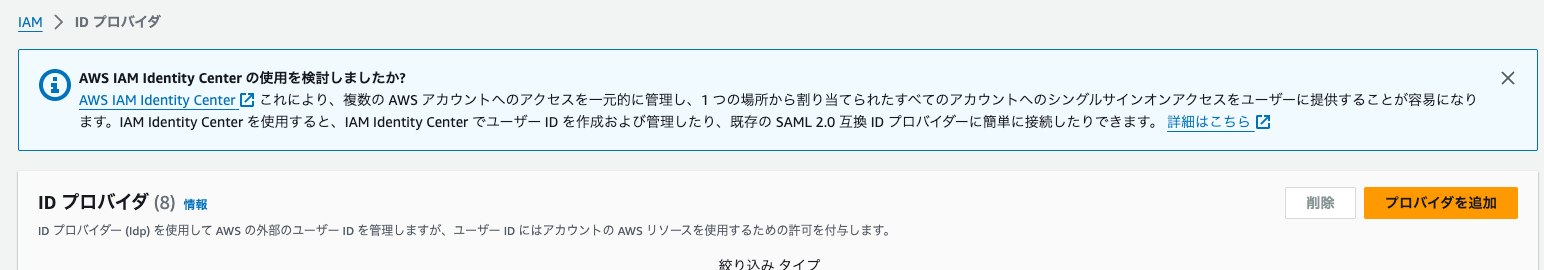 IAM > ID プロバイダ
AWS IAM Identity Center の使用を検討しましたか?
AWS IAM Identity Center これにより、複数の AWS アカウントへのアクセスを一元的に管理し、1 つの場所から割り当てられたすべてのアカウントへのシングルサインオンアクセスをユーザーに提供することが容易になり
ます。IAM Identity Center を使用すると、IAM Identity Center でユーザー ID を作成および管理したり、既存の SAML 2.0 互換 ID プロバイダーに簡単に接続したりできます。 詳細はこちら
ID プロバイダ (8) 情報
削除
プロバイダを追加
ID プロバイダー (Idp) を使用して AWS の外部のユーザー ID を管理しますが、ユーザー ID にはアカウントの AWS リソースを使用するための許可を付与します。
絞り込み タイプ